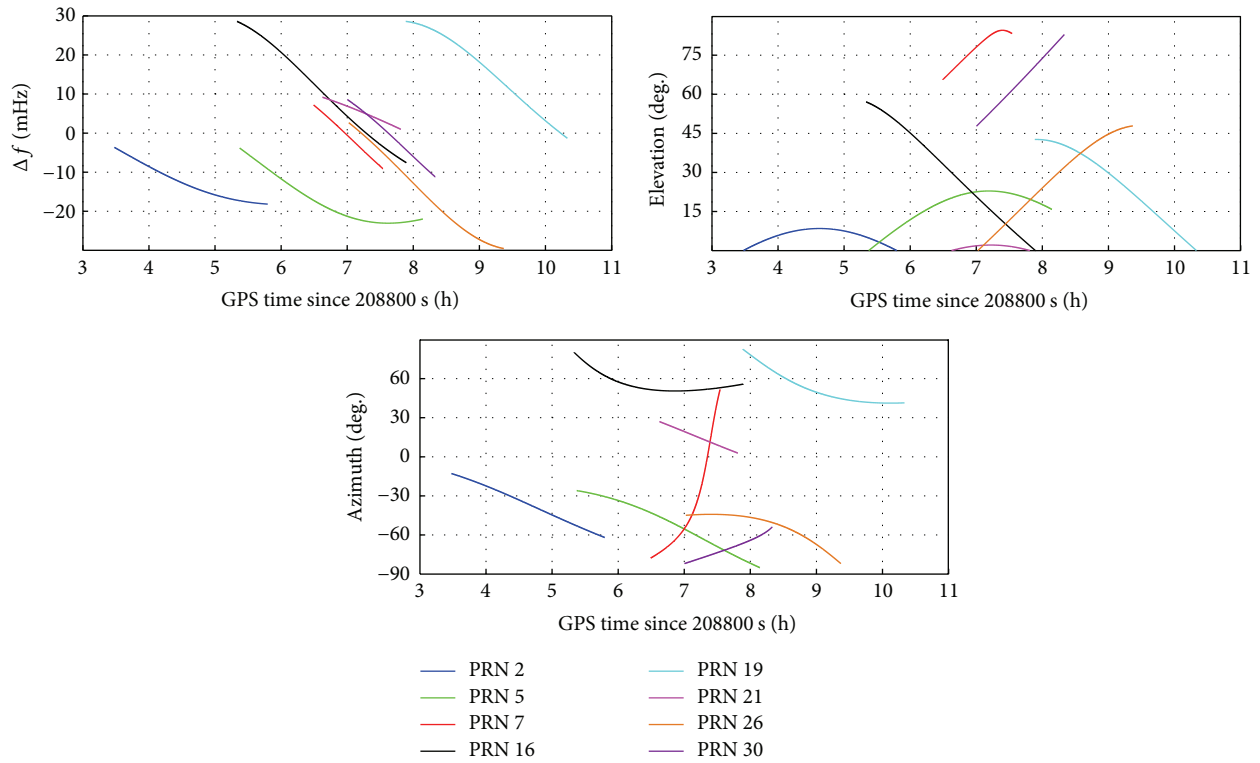 30
20
10
0
−10
−20
Δf (mHz)
3 4 5 6 7 8 9 10 11
GPS time since 208800 s (h)
75
60
45
30
15
Elevation (deg.)
3 4 5 6 7 8 9 10 11
GPS time since 208800 s (h)
60
30
0
−30
−60
−90
Azimuth (deg.)
3 4 5 6 7 8 9 10 11
GPS time since 208800 s (h)
PRN 2
PRN 5
PRN 7
PRN 16
PRN 19
PRN 21
PRN 26
PRN 30